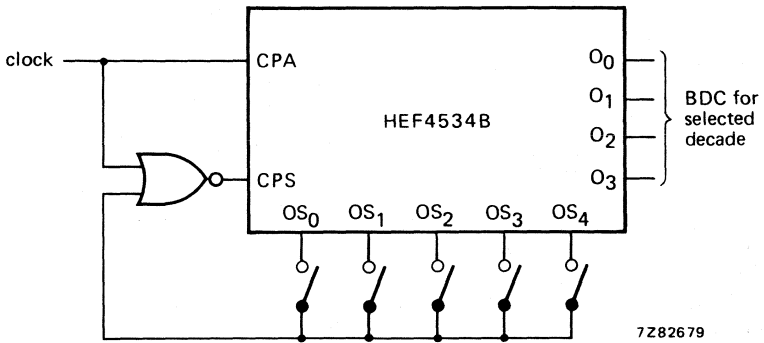 clock
CPA
CPS
HEF4534B
O0
O1
O2
O3
BDC for
selected
decade
OS0 OS1 OS2 OS3 OS4
7Z82679